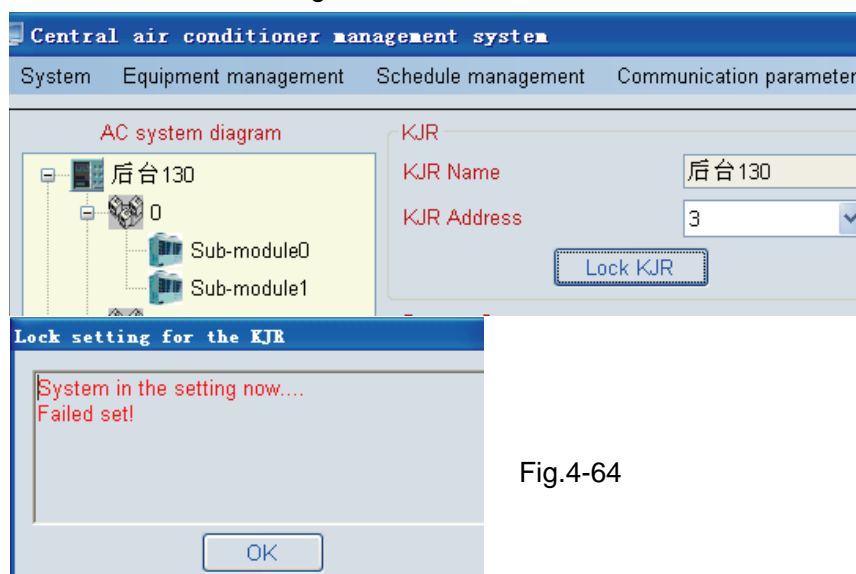 Central air conditioner management system
System Equipment management Schedule management Communication parameter
AC system diagram
KJR
后台130
KJR Name
后台130
0
KJR Address
3
Sub-module0
Lock KJR
Sub-module1
Lock setting for the KJR
System in the setting now....
Failed set!
Fig.4-64
OK